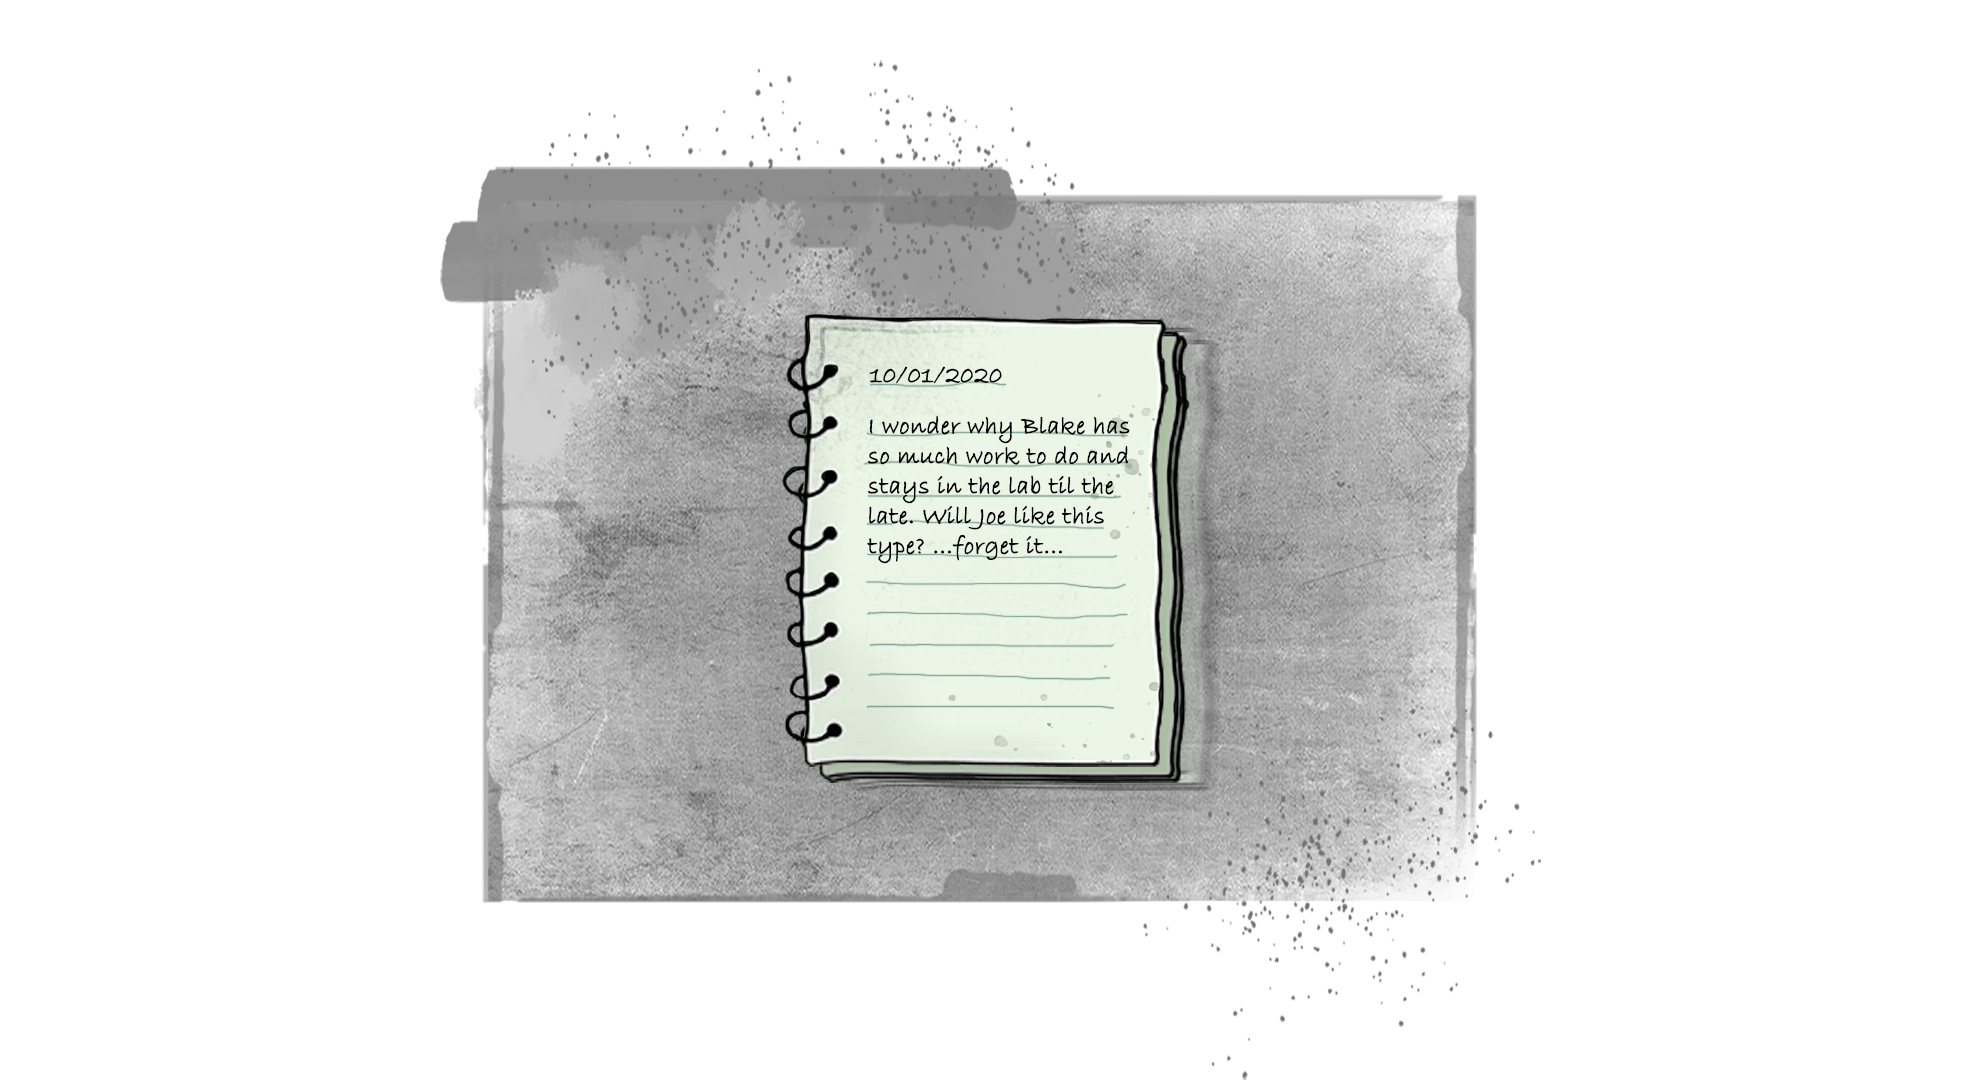 10/01/2020
I wonder why Blake has
so much work to do and
stays in the lab til the
late. Will Joe like this
type? ...forget it...